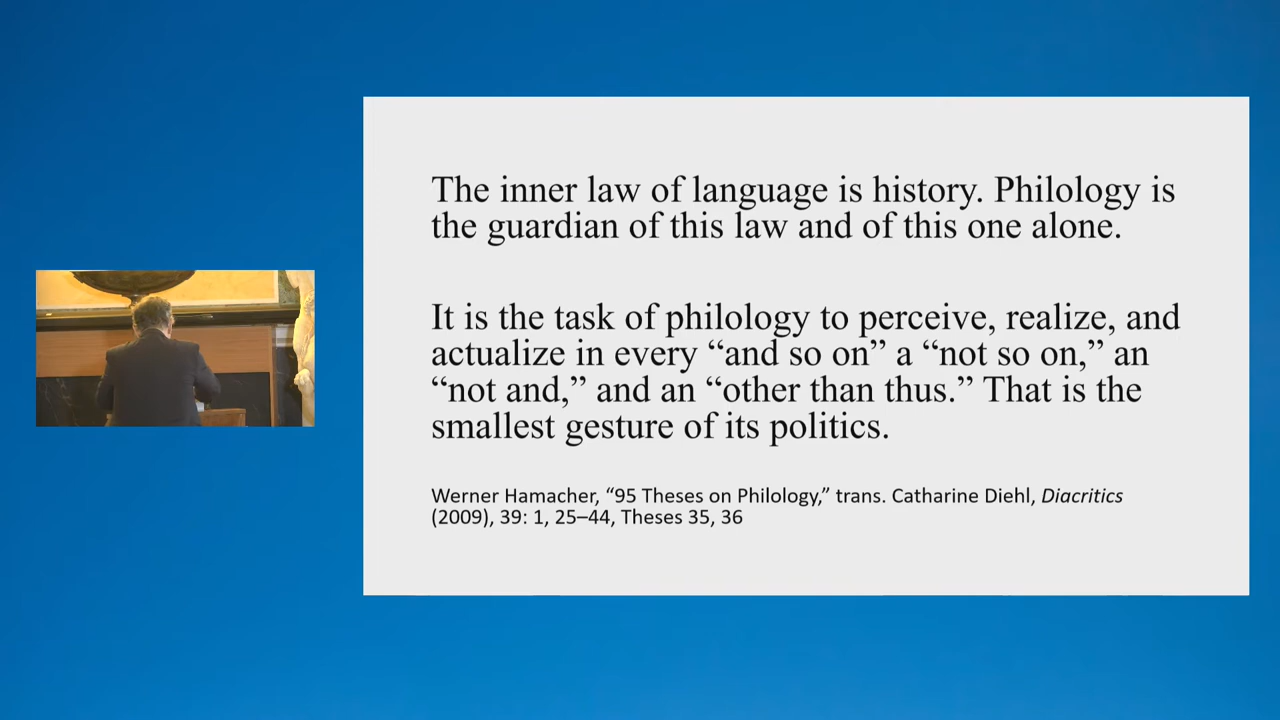 The inner law of language is history. Philology is
the guardian of this law and of this one alone.
It is the task of philology to perceive, realize, and
actualize in every “and so on” a “not so on,” an
“not and,” and an “other than thus.” That is the
smallest gesture of its politics.
Werner Hamacher, “95 Theses on Philology,” trans. Catharine Diehl, Diacritics
(2009), 39: 1, 25–44, Theses 35, 36